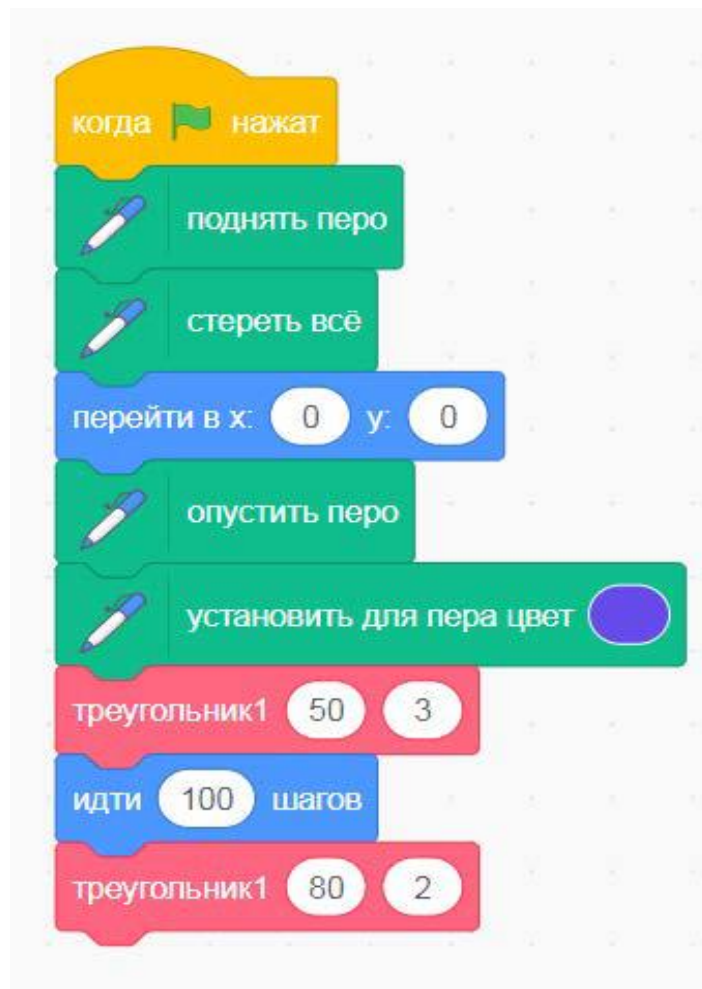 когда нажат
поднять перо
стереть всё
перейти в x: 0 y: 0
опустить перо
установить для пера цвет
треугольник1 50 3
идти 100 шагов
треугольник1 80 2